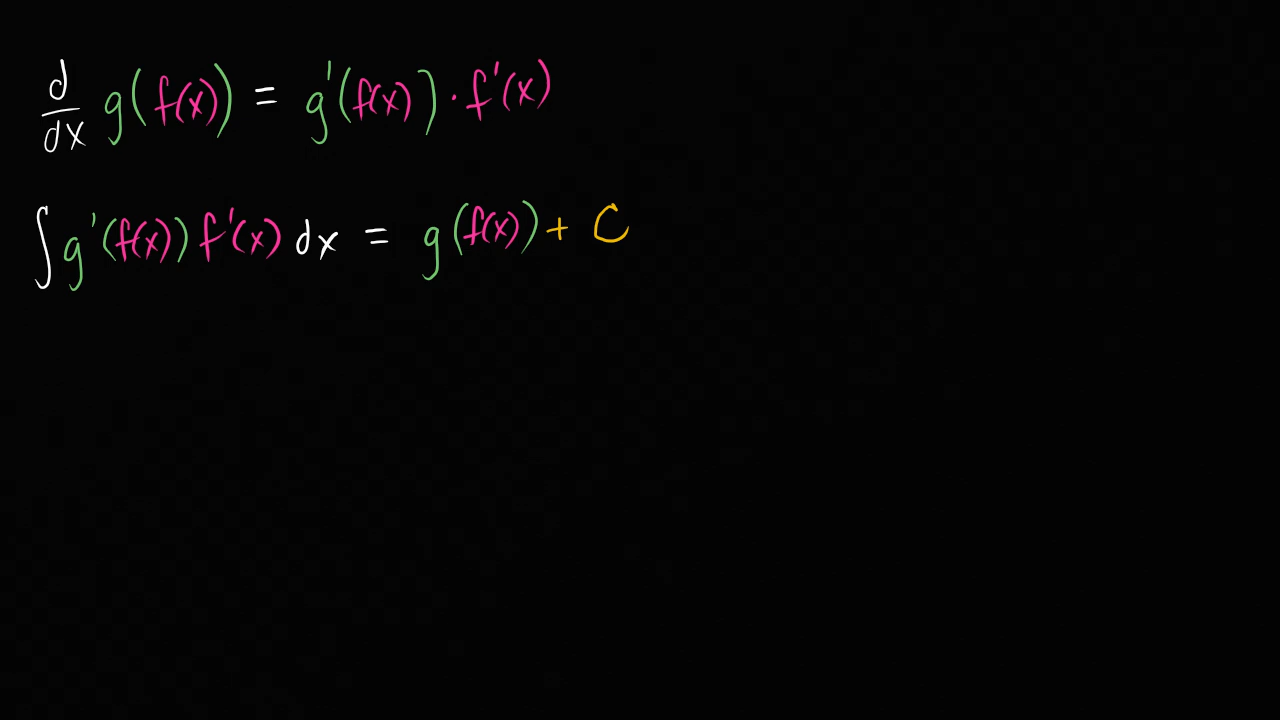 d/dx g(f(x)) = g'(f(x)) · f'(x)
∫ g'(f(x)) f'(x) dx = g(f(x)) + C